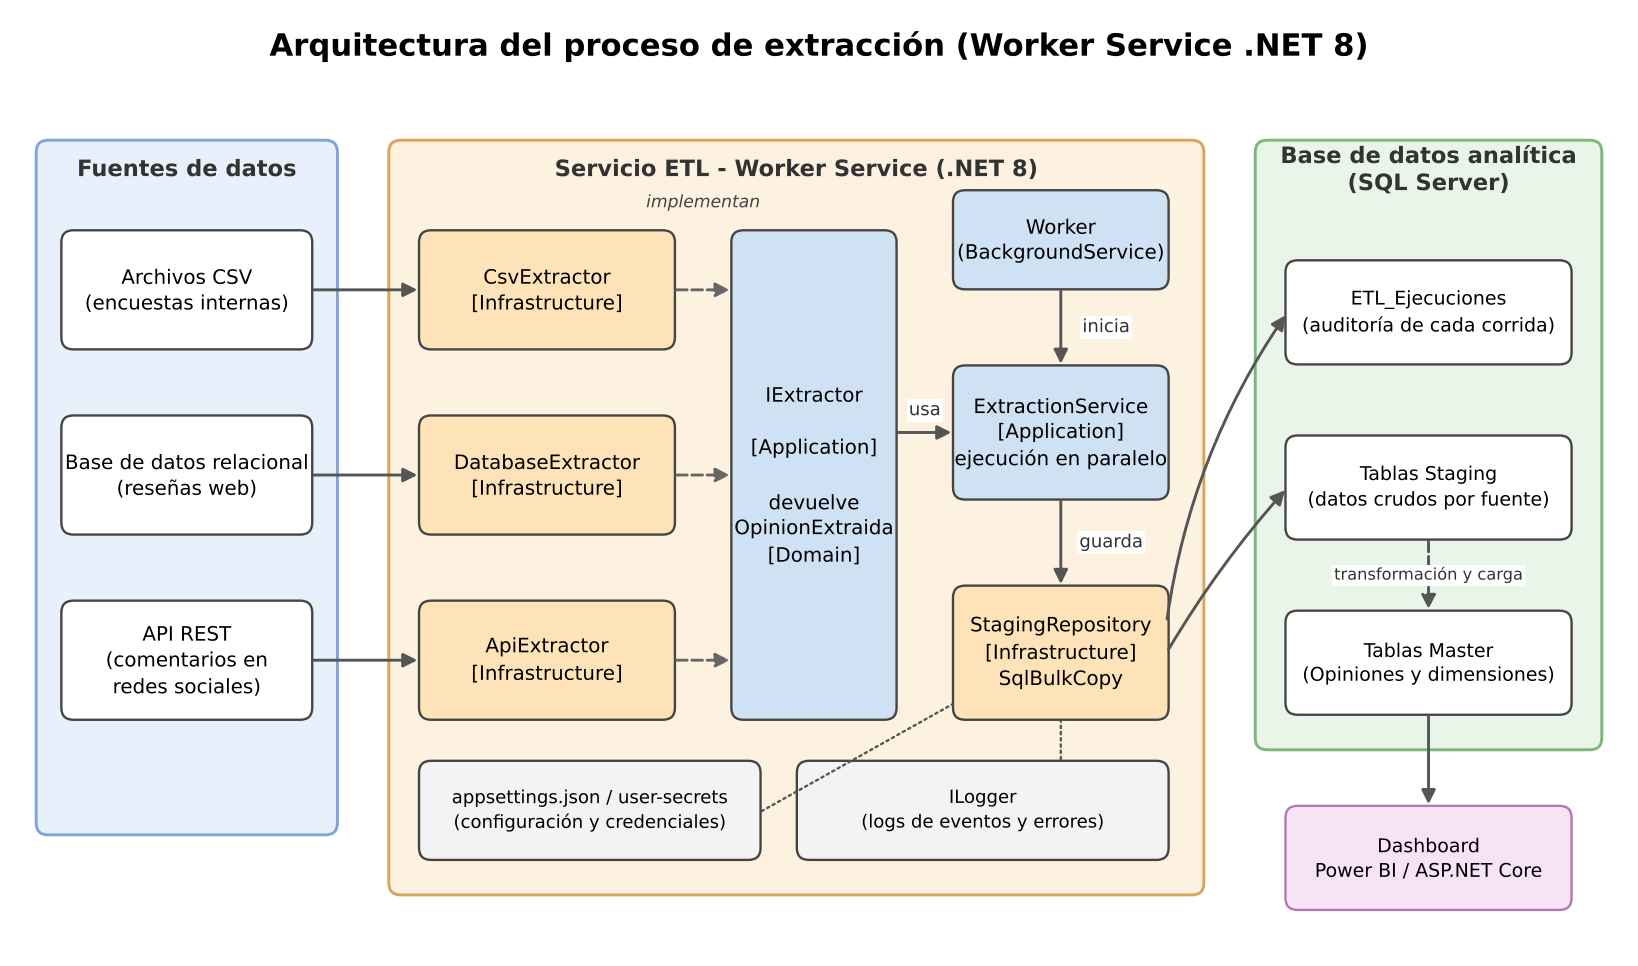 Arquitectura del proceso de extracción (Worker Service .NET 8)
Fuentes de datos
Archivos CSV
(encuestas internas)
Base de datos relacional
(reseñas web)
API REST
(comentarios en
redes sociales)
Servicio ETL - Worker Service (.NET 8)
implementan
CsvExtractor
[Infrastructure]
DatabaseExtractor
[Infrastructure]
ApiExtractor
[Infrastructure]
IExtractor
[Application]
devuelve
OpinionExtraida
[Domain]
usa
Worker
(BackgroundService)
inicia
ExtractionService
[Application]
ejecución en paralelo
guarda
StagingRepository
[Infrastructure]
SqlBulkCopy
appsettings.json / user-secrets
(configuración y credenciales)
ILogger
(logs de eventos y errores)
Base de datos analítica
(SQL Server)
ETL_Ejecuciones
(auditoría de cada corrida)
Tablas Staging
(datos crudos por fuente)
transformación y carga
Tablas Master
(Opiniones y dimensiones)
Dashboard
Power BI / ASP.NET Core